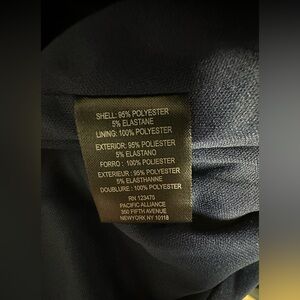 SHELL: 95% POLYESTER
5% ELASTANE
LINING: 100% POLYESTER
EXTERIOR: 95% POLIESTER
5% ELASTANO
FORRO : 100% POLIESTER
EXTERIEUR : 95% POLYESTER
5% ELASTHANNE
DOUBLURE : 100% POLYESTER
RN 123475
PACIFIC ALLIANCE
350 FIFTH AVENUE
NEWYORK NY 10118